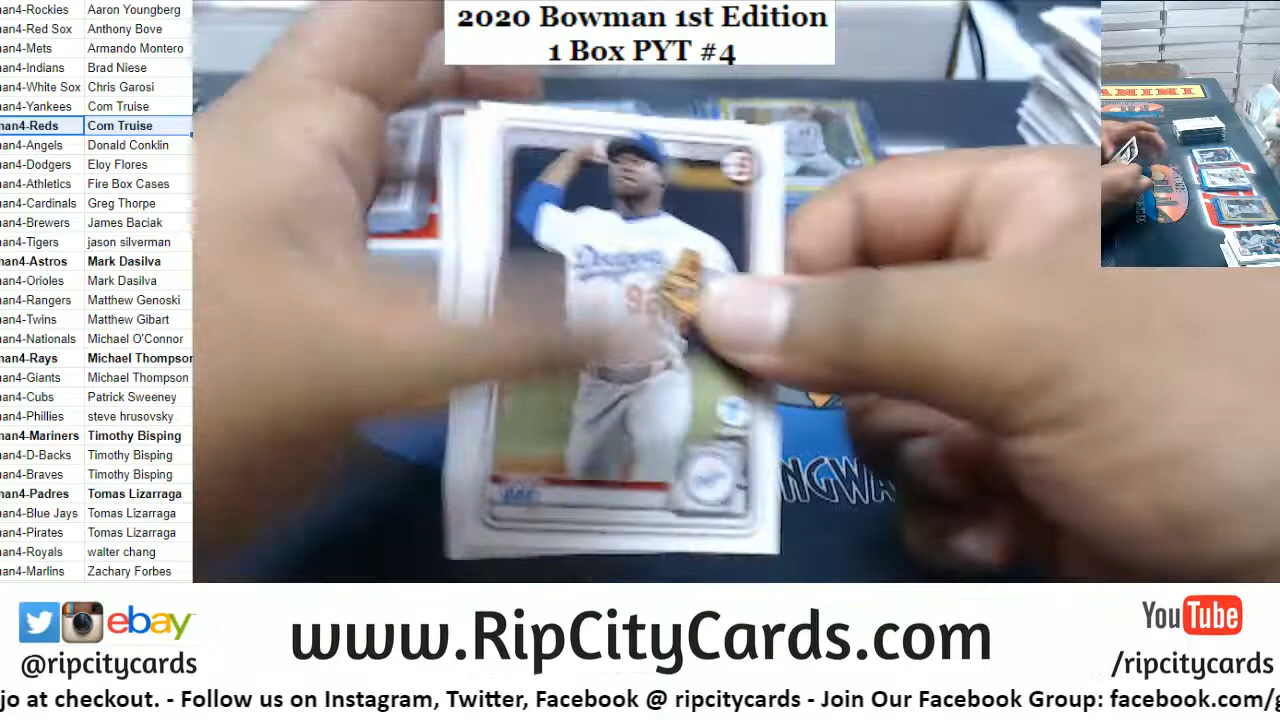 2020 Bowman 1st Edition
1 Box PYT #4
nan4-Rockies Aaron Youngberg
nan4-Red Sox Anthony Bove
nan4-Mets Armando Montero
nan4-Indians Brad Niese
nan4-White Sox Chris Garosi
nan4-Yankees Com Truise
nan4-Reds Com Truise
nan4-Angels Donald Conklin
nan4-Dodgers Eloy Flores
nan4-Athletics Fire Box Cases
nan4-Cardinals Greg Thorpe
nan4-Brewers James Baciak
nan4-Tigers jason silverman
nan4-Astros Mark Dasilva
nan4-Orioles Mark Dasilva
nan4-Rangers Matthew Genoski
nan4-Twins Matthew Gibart
nan4-Nationals Michael O'Connor
nan4-Rays Michael Thompson
nan4-Giants Michael Thompson
nan4-Cubs Patrick Sweeney
nan4-Phillies steve hrusovsky
nan4-Mariners Timothy Bisping
nan4-D-Backs Timothy Bisping
nan4-Braves Timothy Bisping
nan4-Padres Tomas Lizarraga
nan4-Blue Jays Tomas Lizarraga
nan4-Pirates Tomas Lizarraga
nan4-Royals walter chang
nan4-Marlins Zachary Forbes
Dodgers
92
PANINI
NGWA
ebay
@ripcitycards
www.RipCityCards.com
YouTube
/ripcitycards
jo at checkout. - Follow us on Instagram, Twitter, Facebook @ ripcitycards - Join Our Facebook Group: facebook.com/g